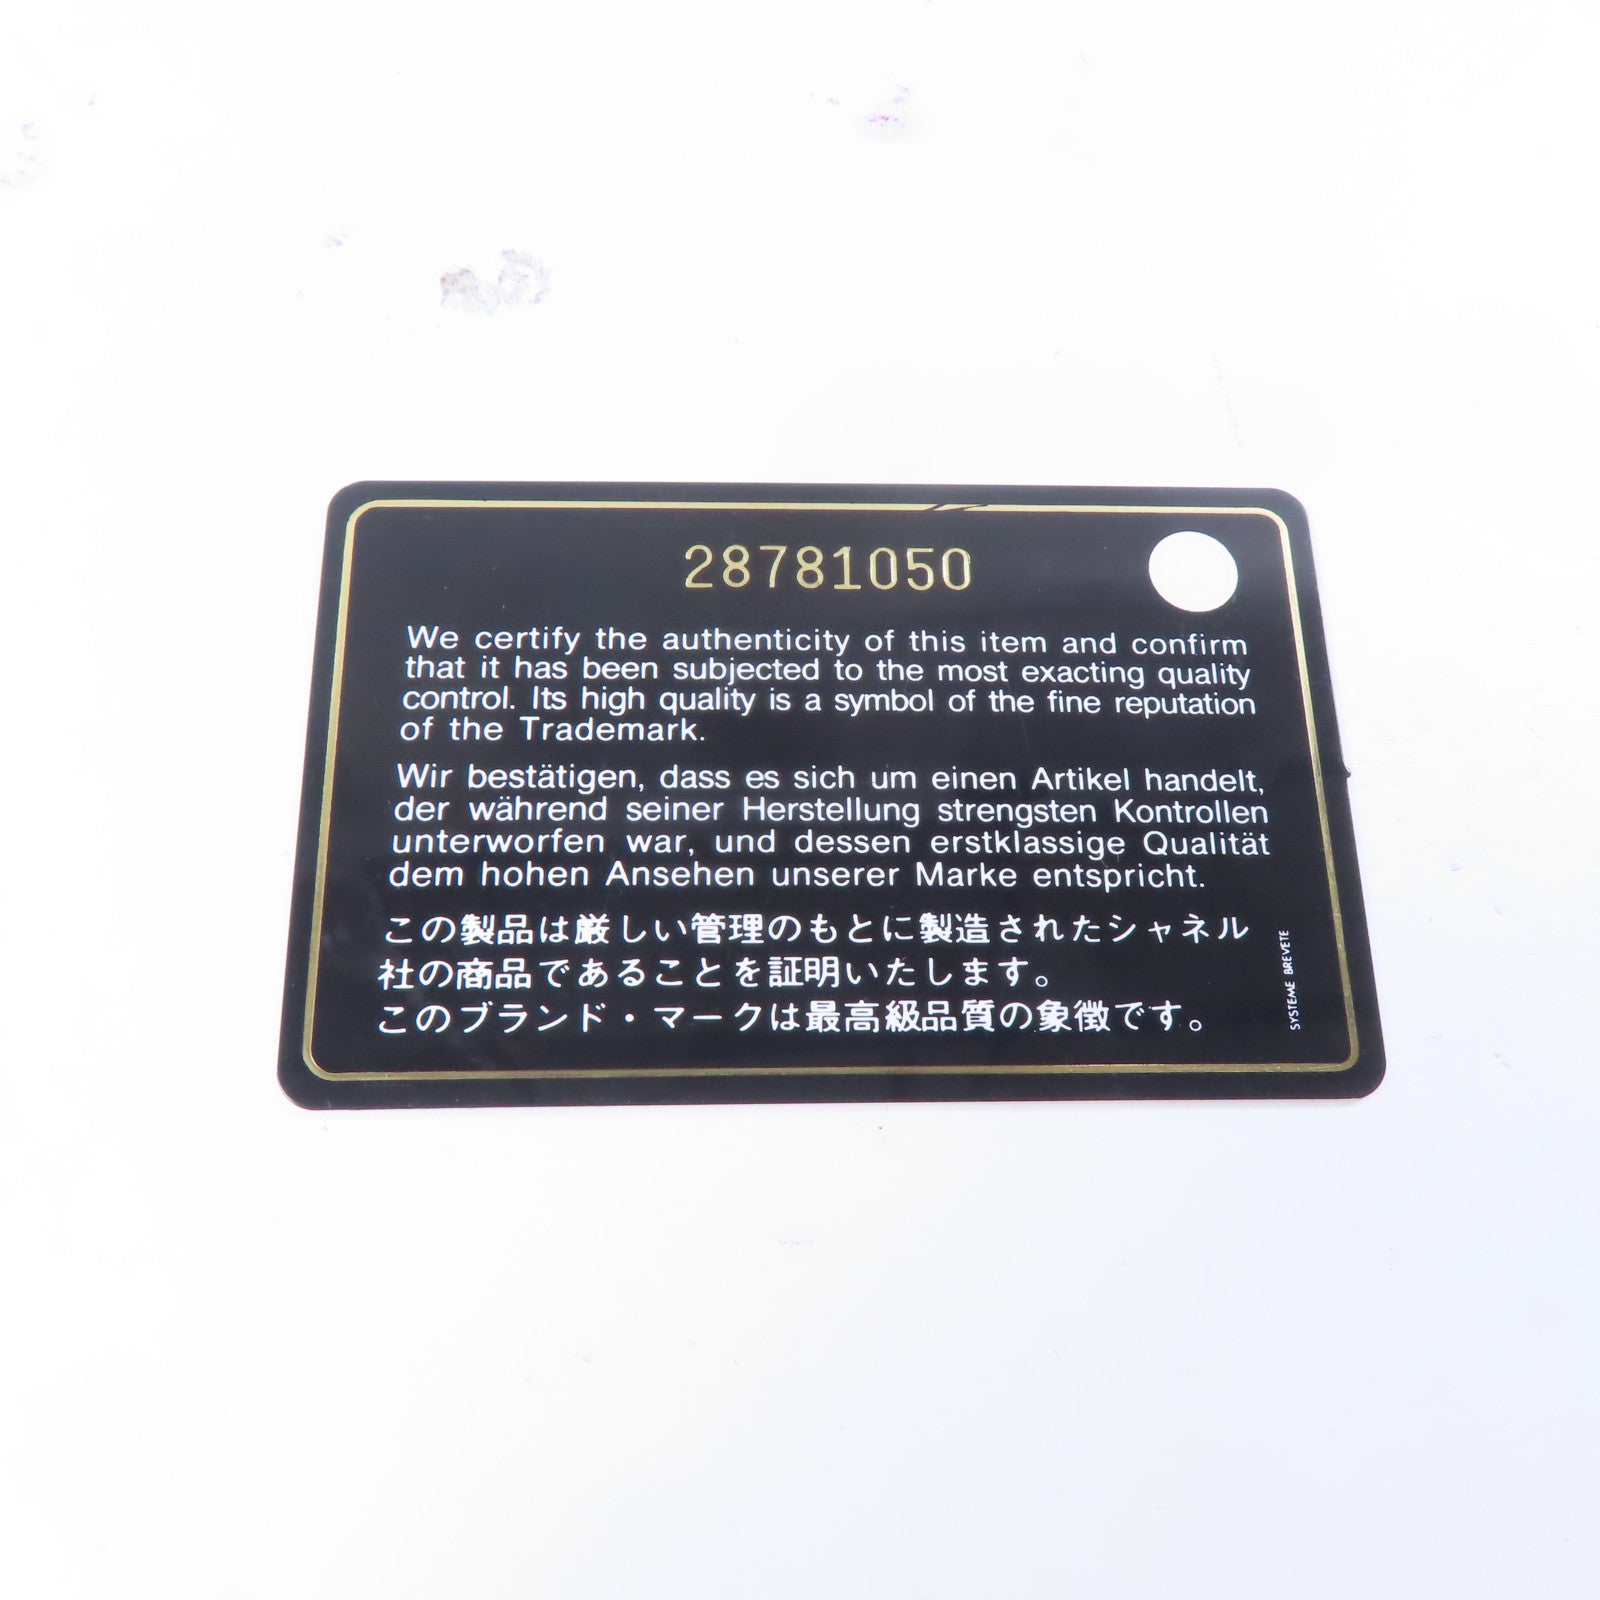 28781050
We certify the authenticity of this item and confirm
that it has been subjected to the most exacting quality
control. Its high quality is a symbol of the fine reputation
of the Trademark.
Wir bestätigen, dass es sich um einen Artikel handelt,
der während seiner Herstellung strengsten Kontrollen
unterworfen war, und dessen erstklassige Qualität
dem hohen Ansehen unserer Marke entspricht.
この製品は厳しい管理のもとに製造されたシャネル
社の商品であることを証明いたします。
このブランド・マークは最高級品質の象徴です。
SYSTEME BREVETE